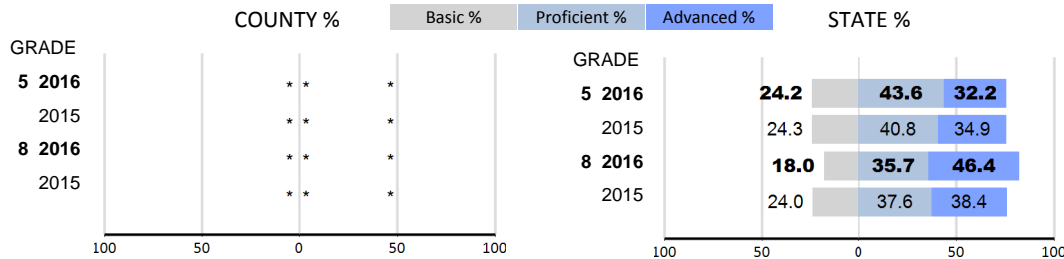 COUNTY % Basic % Proficient % Advanced % STATE %
GRADE GRADE
5 2016 * * * 5 2016 24.2 43.6 32.2
2015 * * * 2015 24.3 40.8 34.9
8 2016 * * * 8 2016 18.0 35.7 46.4
2015 * * * 2015 24.0 37.6 38.4
100 50 0 50 100 100 50 0 50 100